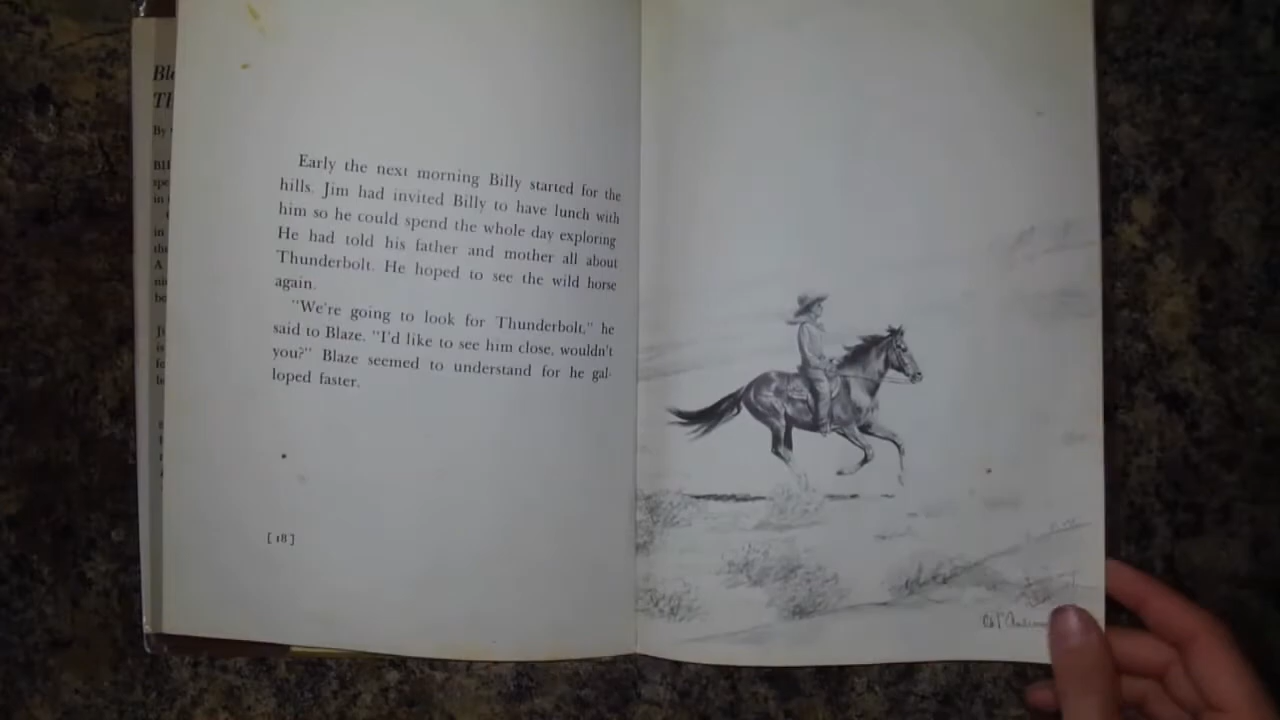 Blo
Th
By
Early the next morning Billy started for the
hills. Jim had invited Billy to have lunch with
him so he could spend the whole day exploring
He had told his father and mother all about
Thunderbolt. He hoped to see the wild horse
again.
"We're going to look for Thunderbolt," he
said to Blaze. "I'd like to see him close, wouldn't
you?" Blaze seemed to understand for he gal-
loped faster.
[ 18 ]